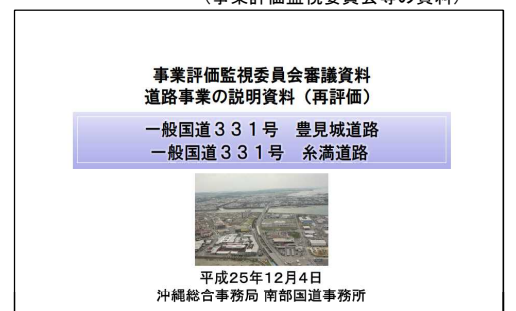 （事業評価監視委員会等の資料）
事業評価監視委員会審議資料
道路事業の説明資料（再評価）
一般国道３３１号　豊見城道路
一般国道３３１号　糸満道路
平成25年12月4日
沖縄総合事務局 南部国道事務所